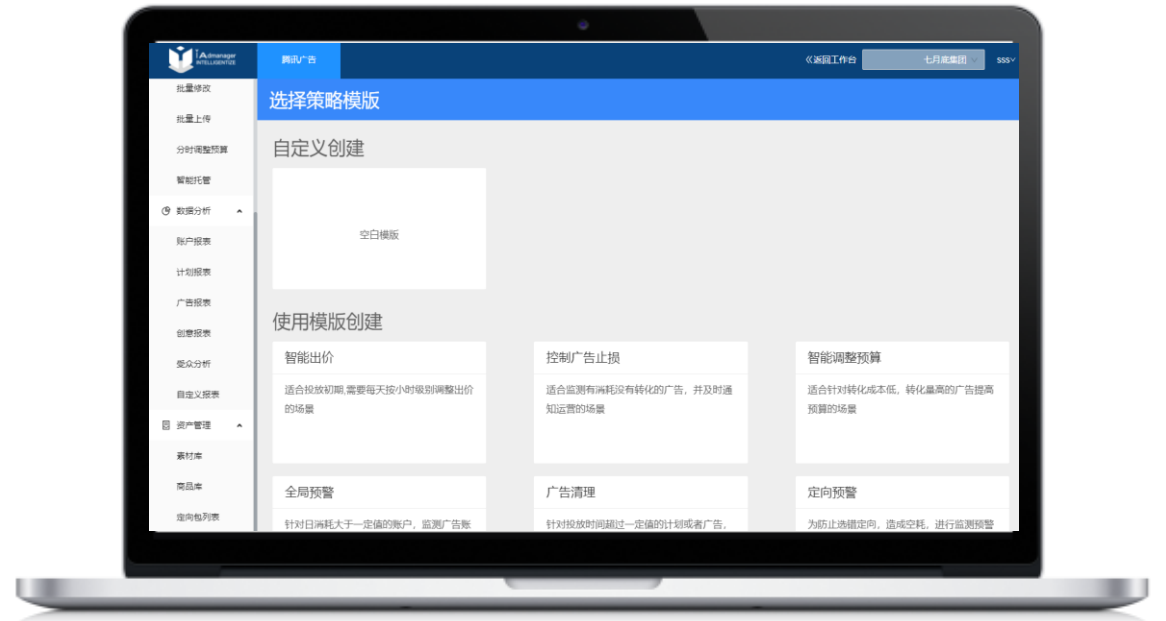 iAdmanager
INTELLIGENTIZE
腾讯广告
《返回工作台
七月底集团
sss
批量修改
批量上传
分时调整预算
智能托管
数据分析
账户报表
计划报表
广告报表
创意报表
受众分析
自定义报表
资产管理
素材库
商品库
定向包列表
选择策略模版
自定义创建
空白模版
使用模版创建
智能出价
适合投放初期,需要每天按小时级别调整出价
的场景
控制广告止损
适合监测有消耗没有转化的广告，并及时通
知运营的场景
智能调整预算
适合针对转化成本低，转化量高的广告提高
预算的场景
全局预警
针对日消耗大于一定值的账户，监测广告账
广告清理
针对投放时间超过一定值的计划或者广告，
定向预警
为防止选错定向，造成空耗，进行监测预警